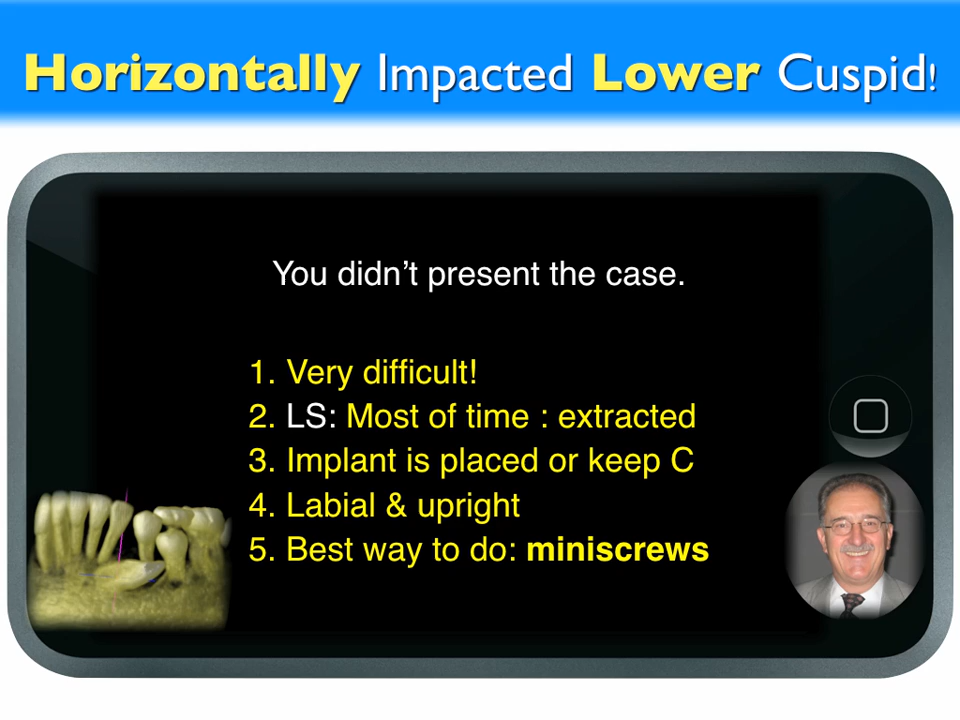 Horizontally Impacted Lower Cuspid!
You didn't present the case.
1. Very difficult!
2. LS: Most of time : extracted
3. Implant is placed or keep C
4. Labial & upright
5. Best way to do: miniscrews